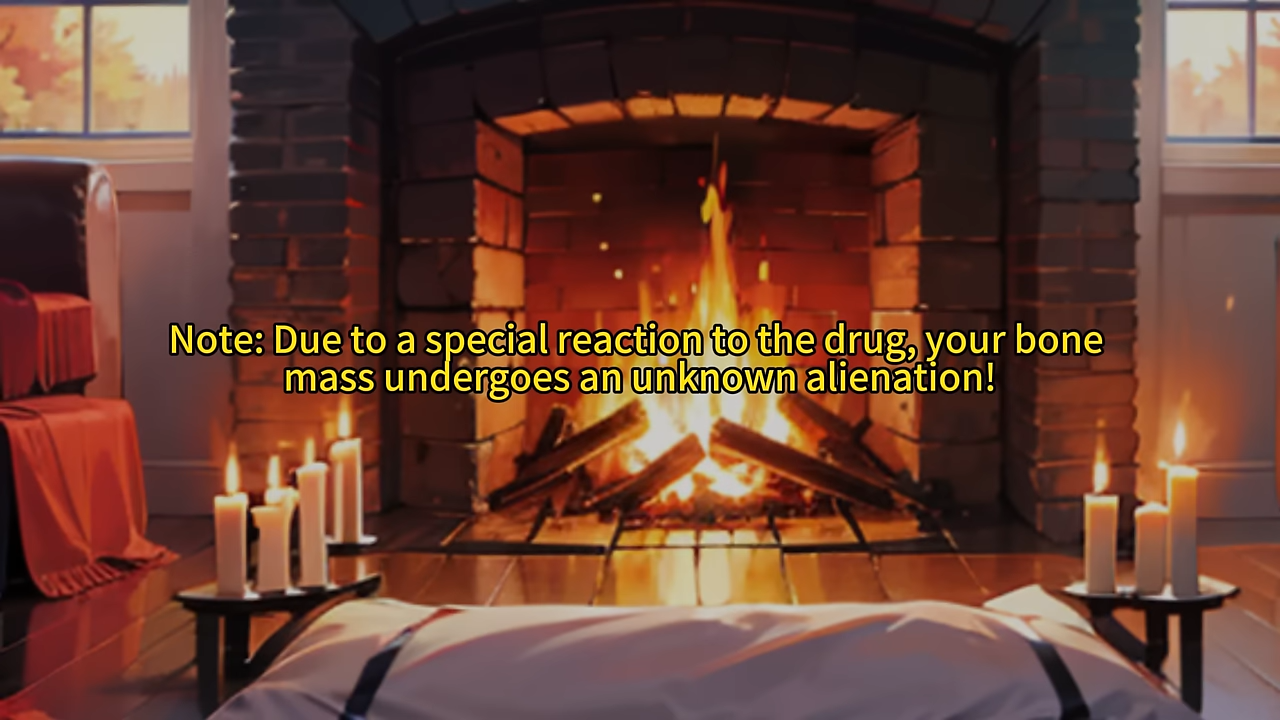 Note: Due to a special reaction to the drug, your bone
mass undergoes an unknown alienation!